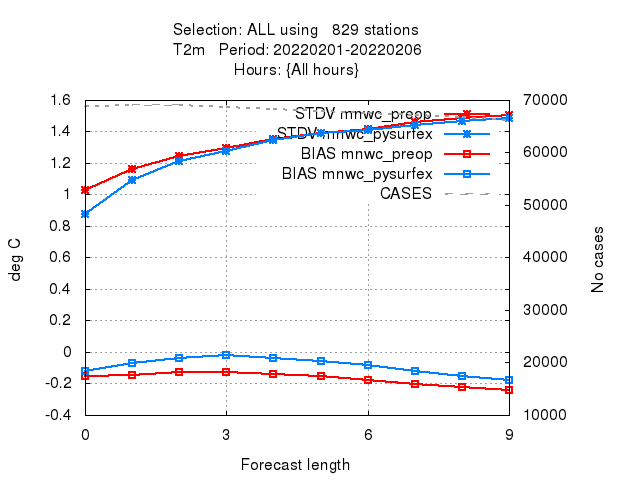 Selection: ALL using   829 stations
T2m   Period: 20220201-20220206
Hours: {All hours}
1.6
1.4
1.2
1
0.8
0.6
0.4
0.2
0
-0.2
-0.4
70000
60000
50000
40000
30000
20000
10000
STDV mnwc_preop
STDV mnwc_pysurfex
BIAS mnwc_preop
BIAS mnwc_pysurfex
CASES
deg C
No cases
0 3 6 9
Forecast length